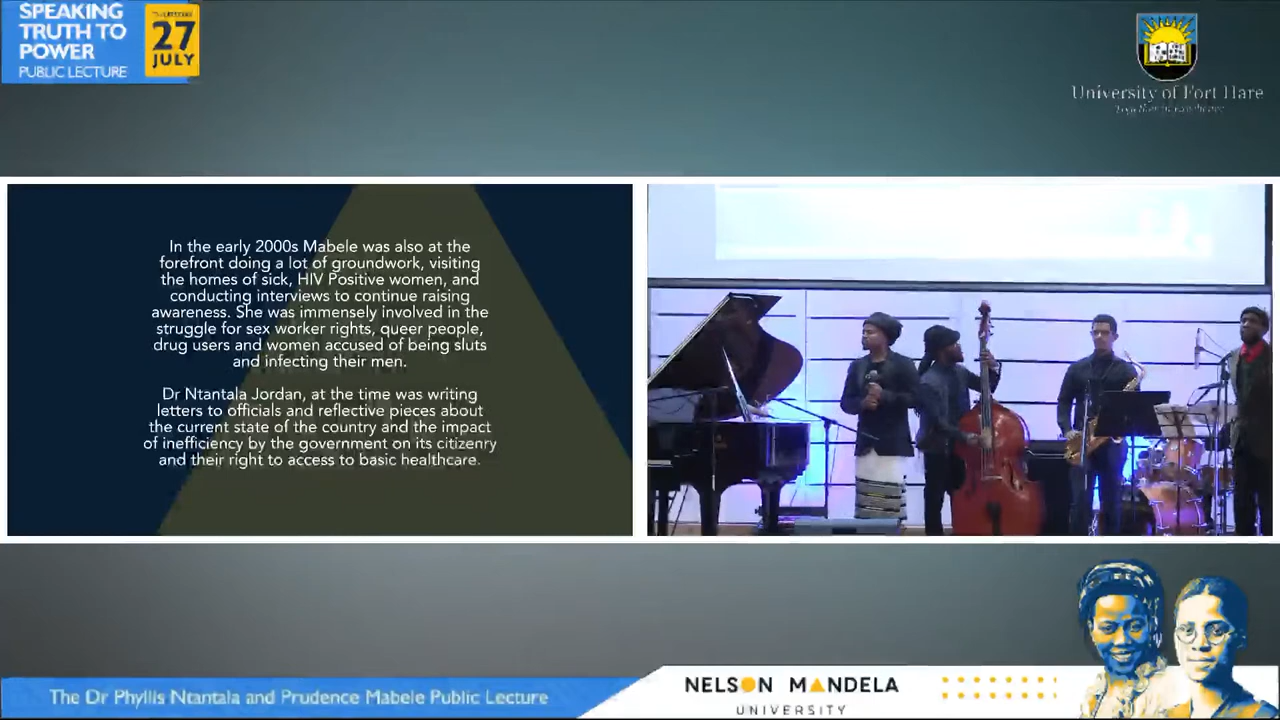 SPEAKING
TRUTH TO
POWER
PUBLIC LECTURE
27
JULY
University of Fort Hare
In the early 2000s Mabele was also at the
forefront doing a lot of groundwork, visiting
the homes of sick, HIV Positive women, and
conducting interviews to continue raising
awareness. She was immensely involved in the
struggle for sex worker rights, queer people,
drug users and women accused of being sluts
and infecting their men.
Dr Ntantala Jordan, at the time was writing
letters to officials and reflective pieces about
the current state of the country and the impact
of inefficiency by the government on its citizenry
and their right to access to basic healthcare.
The Dr Phyllis Ntantala and Prudence Mabele Public Lecture
NELSON MANDELA
UNIVERSITY